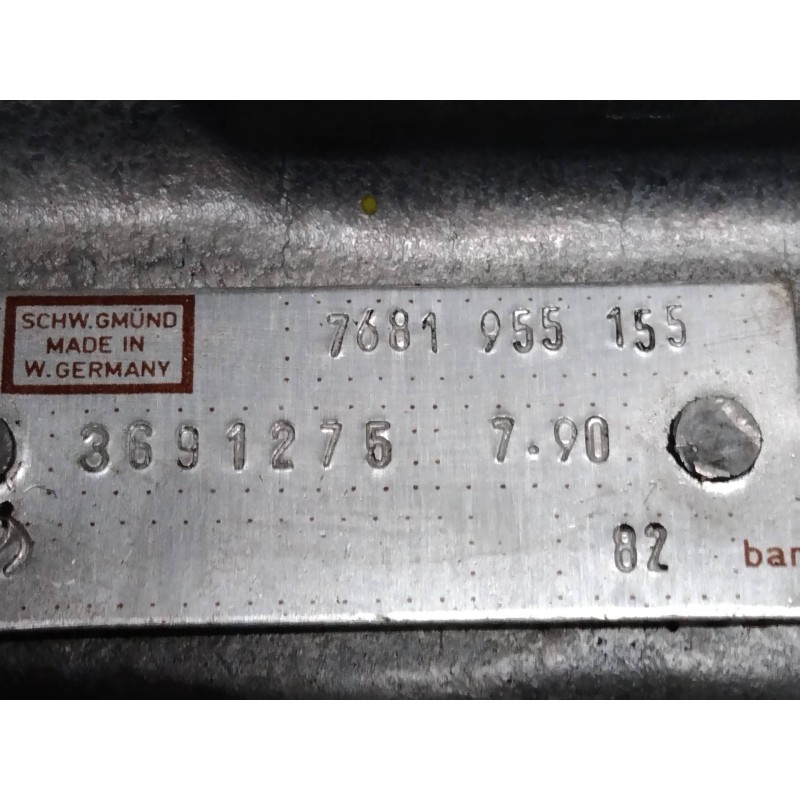 SCHW.GMÜND
MADE IN
W. GERMANY
7681 955 155
3691275 7.90
82 bar